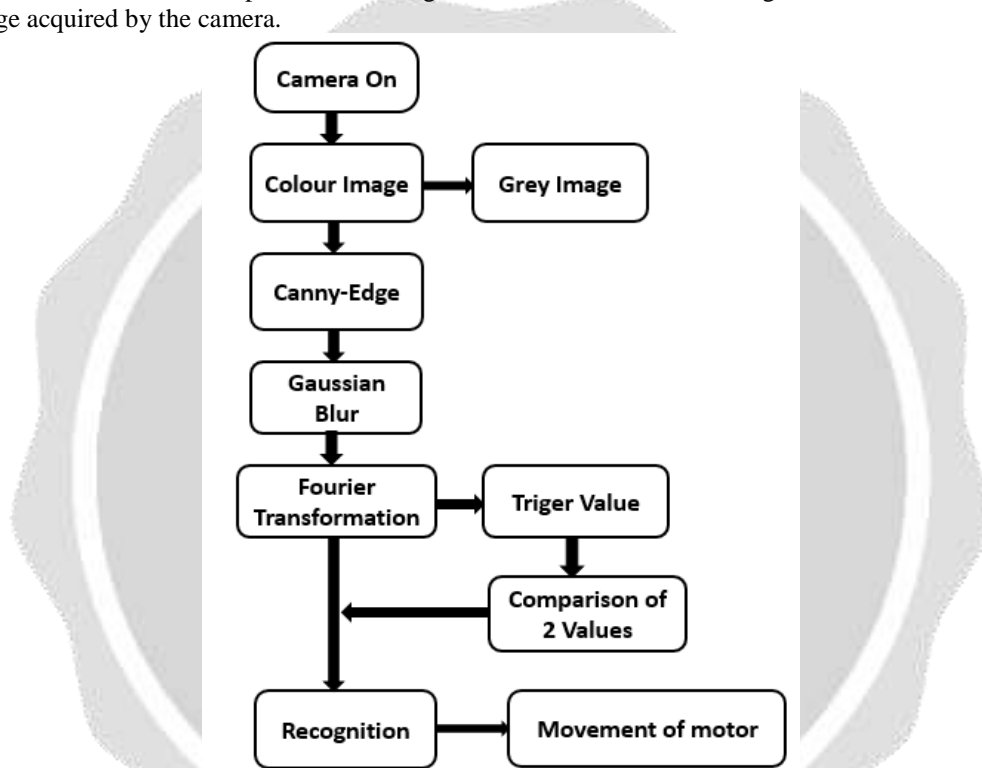 ge acquired by the camera.
Camera On
Colour Image
Grey Image
Canny-Edge
Gaussian
Blur
Fourier
Transformation
Triger Value
Comparison of
2 Values
Recognition
Movement of motor